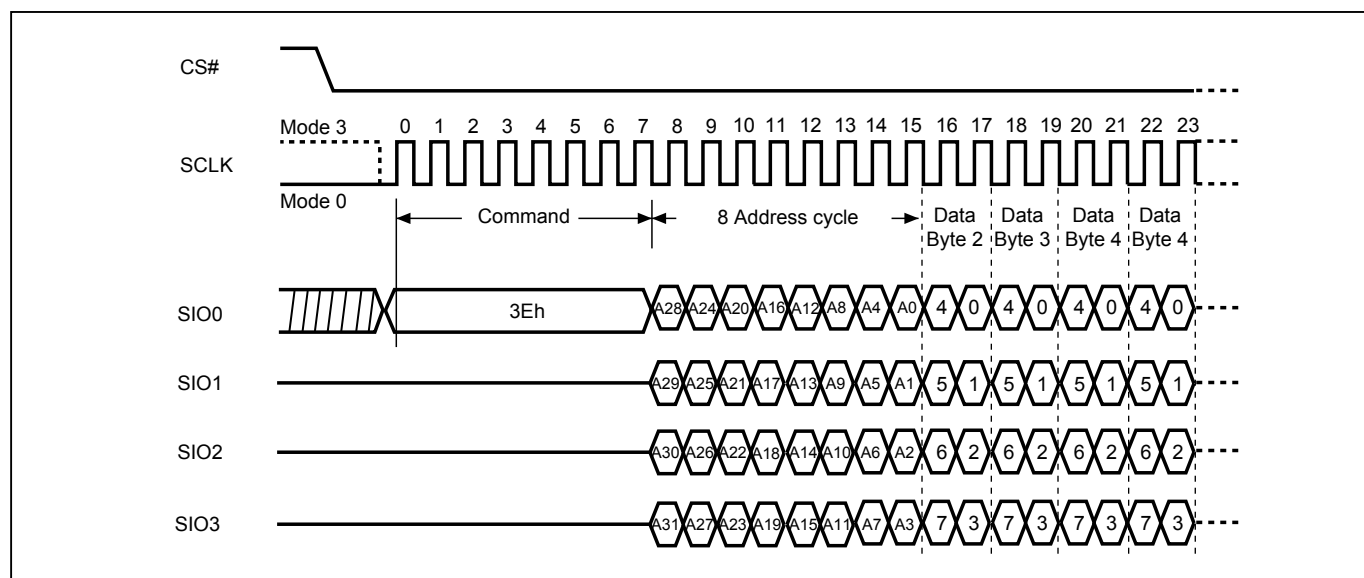 CS#
Mode 3 0 1 2 3 4 5 6 7 8 9 10 11 12 13 14 15 16 17 18 19 20 21 22 23
SCLK
Mode 0
Command 8 Address cycle Data Data Data Data
Byte 2 Byte 3 Byte 4 Byte 4
SIO0 3Eh A28 A24 A20 A16 A12 A8 A4 A0 4 0 4 0 4 0 4 0
SIO1 A29 A25 A21 A17 A13 A9 A5 A1 5 1 5 1 5 1 5 1
SIO2 A30 A26 A22 A18 A14 A10 A6 A2 6 2 6 2 6 2 6 2
SIO3 A31 A27 A23 A19 A15 A11 A7 A3 7 3 7 3 7 3 7 3